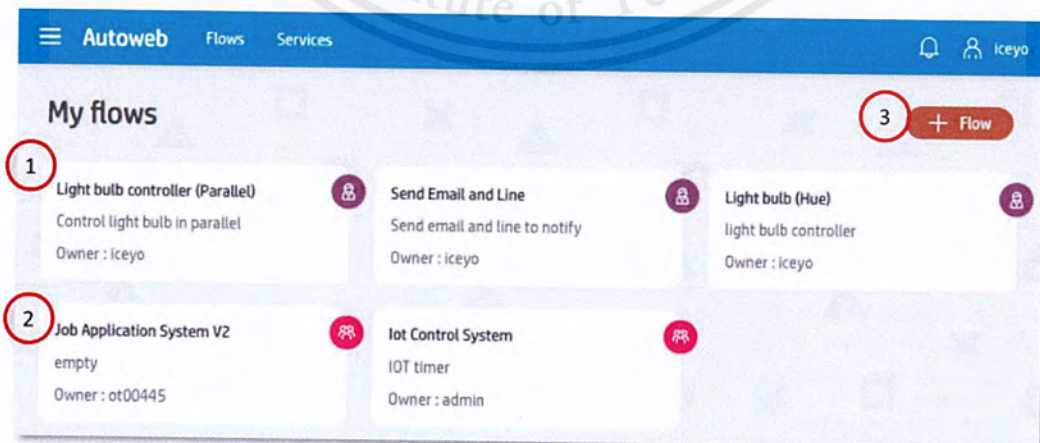 tute of T
Autoweb Flows Services iceyo
My flows
3 + Flow
1
Light bulb controller (Parallel)
Control light bulb in parallel
Owner : iceyo
Send Email and Line
Send email and line to notify
Owner : iceyo
Light bulb (Hue)
light bulb controller
Owner : iceyo
2
Job Application System V2
empty
Owner : ot00445
Iot Control System
IOT timer
Owner : admin